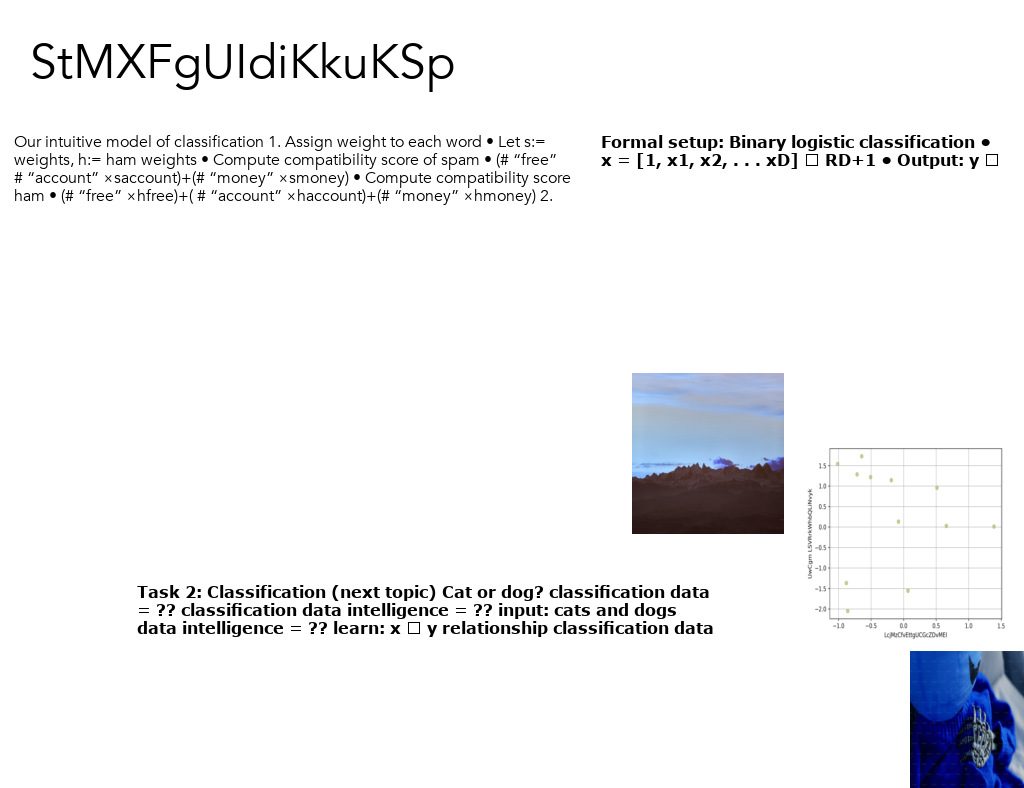 StMXFgUIdiKkuKSp
Our intuitive model of classification 1. Assign weight to each word • Let s:=
weights, h:= ham weights • Compute compatibility score of spam • (# “free”
# “account” ×saccount)+(# “money” ×smoney) • Compute compatibility score
ham • (# “free” ×hfree)+( # “account” ×haccount)+(# “money” ×hmoney) 2.
Formal setup: Binary logistic classification •
x = [1, x1, x2, . . . xD] □ RD+1 • Output: y □
1.5
1.0
0.5
0.0
−0.5
−1.0
−1.5
−2.0
−1.0 −0.5 0.0 0.5 1.0 1.5
Task 2: Classification (next topic) Cat or dog? classification data
= ?? classification data intelligence = ?? input: cats and dogs
data intelligence = ?? learn: x □ y relationship classification data